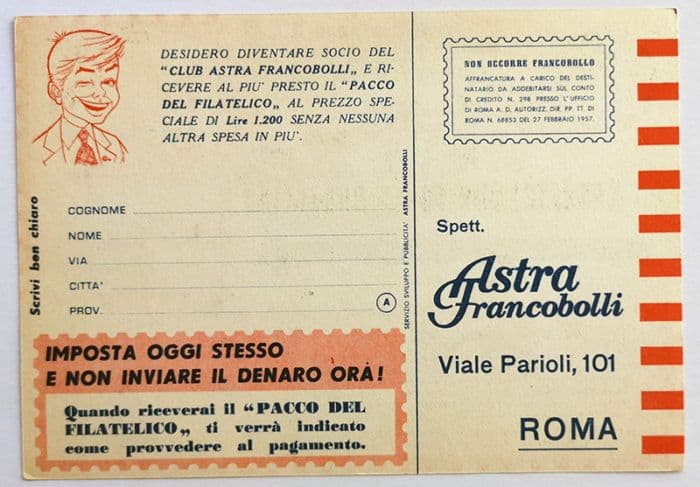 DESIDERO DIVENTARE SOCIO DEL
“CLUB ASTRA FRANCOBOLLI„ E RI-
CEVERE AL PIU' PRESTO IL “PACCO
DEL FILATELICO„ AL PREZZO SPE-
CIALE DI Lire 1.200 SENZA NESSUNA
ALTRA SPESA IN PIU'.
Scrivi ben chiaro
COGNOME
NOME
VIA
CITTA'
PROV.
A
SERVIZIO SVILUPPO E PUBBLICITA' ASTRA FRANCOBOLLI
IMPOSTA OGGI STESSO
E NON INVIARE IL DENARO ORA!
Quando riceverai il “PACCO DEL
FILATELICO„ ti verrà indicato
come provvedere al pagamento.
NON OCCORRE FRANCOBOLLO
AFFRANCATURA A CARICO DEL DESTI-
NATARIO DA ADDEBITARSI SUL CONTO
DI CREDITO N. 298 PRESSO L'UFFICIO
DI ROMA A. D. AUTORIZZ. DIR. PP. TT. DI
ROMA N. 68853 DEL 27 FEBBRAIO 1957.
Spett.
Astra
Francobolli
Viale Parioli, 101
ROMA